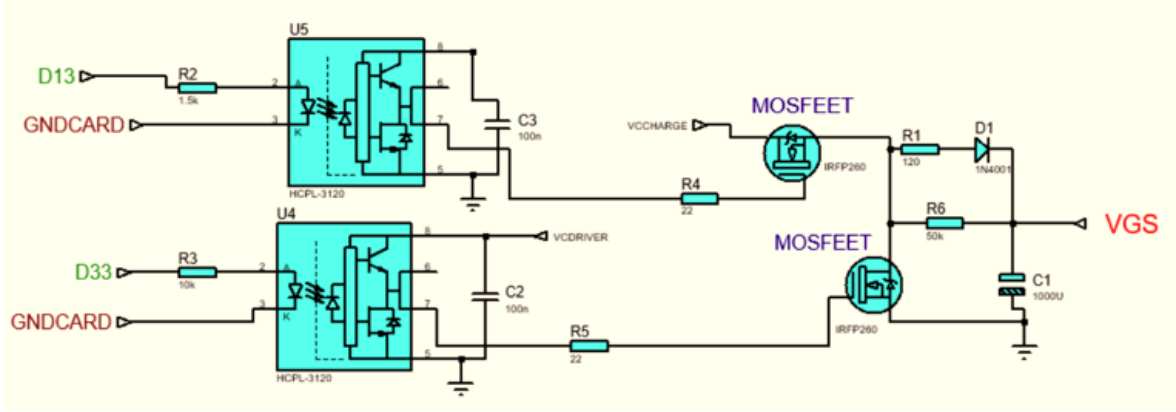 U5
D13
R2
1.5k
2
A
3
K
8
6
7
5
GNDCARD
HCPL-3120
C3
100n
MOSFEET
VCCHARGE
IRFP260
R1
120
D1
1N4001
R4
22
U4
D33
R3
10k
2
A
3
K
8
6
7
5
GNDCARD
HCPL-3120
VCDRIVER
C2
100n
MOSFEET
IRFP260
R6
50k
VGS
C1
1000U
R5
22